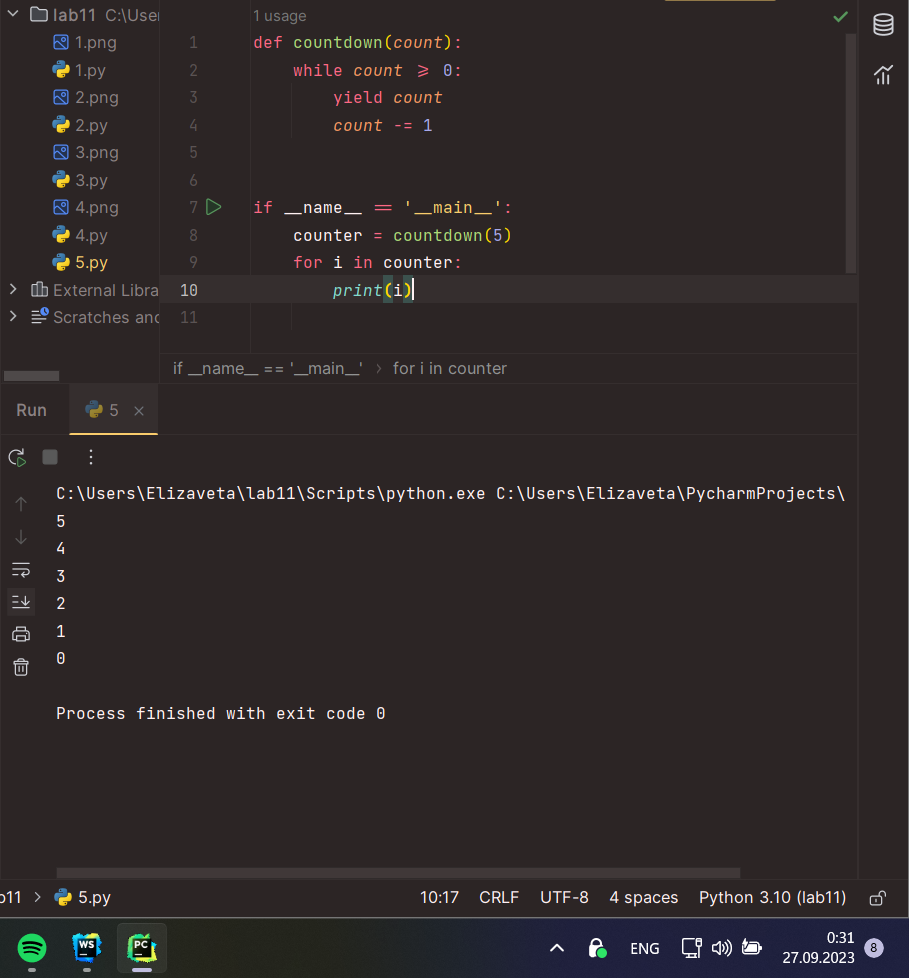 lab11 C:\User
1.png
1.py
2.png
2.py
3.png
3.py
4.png
4.py
5.py
External Libra
Scratches and
1 usage
1 def countdown(count):
2 while count >= 0:
3 yield count
4 count -= 1
5
6
7 if __name__ == '__main__':
8 counter = countdown(5)
9 for i in counter:
10 print(i)
11
if __name__ == '__main__' › for i in counter
Run
5
C:\Users\Elizaveta\lab11\Scripts\python.exe C:\Users\Elizaveta\PycharmProjects\
5
4
3
2
1
0
Process finished with exit code 0
b11 › 5.py
10:17 CRLF UTF-8 4 spaces Python 3.10 (lab11)
WS
PC
ENG
0:31
27.09.2023
8